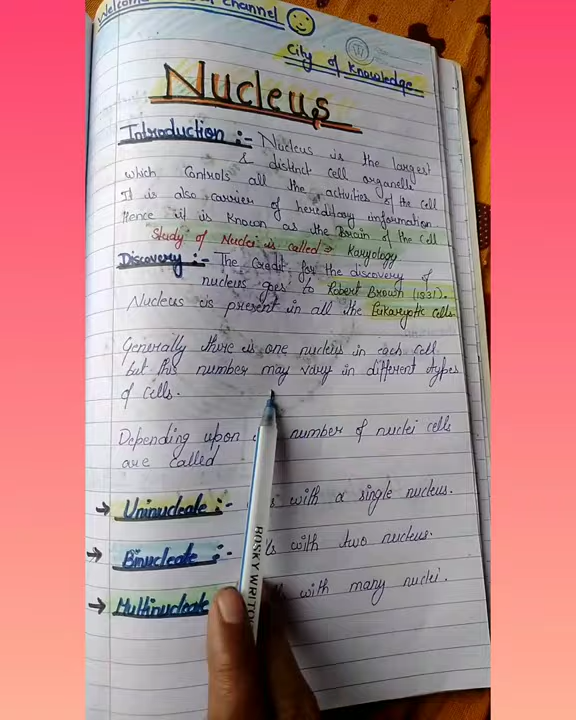 Welcome to our Channel
City of Knowledge
Nucleus
Introduction :- Nucleus is the largest
& distinct cell organelle
which Controls all the activities of the cell
It is also carrier of hereditary information
Hence it is known as the Brain of the Cell
Study of Nuclei is called ⇒ Karyology
Discovery :- The Credit for the discovery of
nucleus goes to Robert Brown (1931).
Nucleus is present in all the Eukaryotic cells
Generally there is one nucleus in each cell
but this number may vary in different types
of cells.
Depending upon number of nuclei cells
are called
→ Uninucleate :- with a single nucleus.
→ Binucleate :- with two nucleus.
→ Multinucleate with many nuclei.
ROSKY WRITO